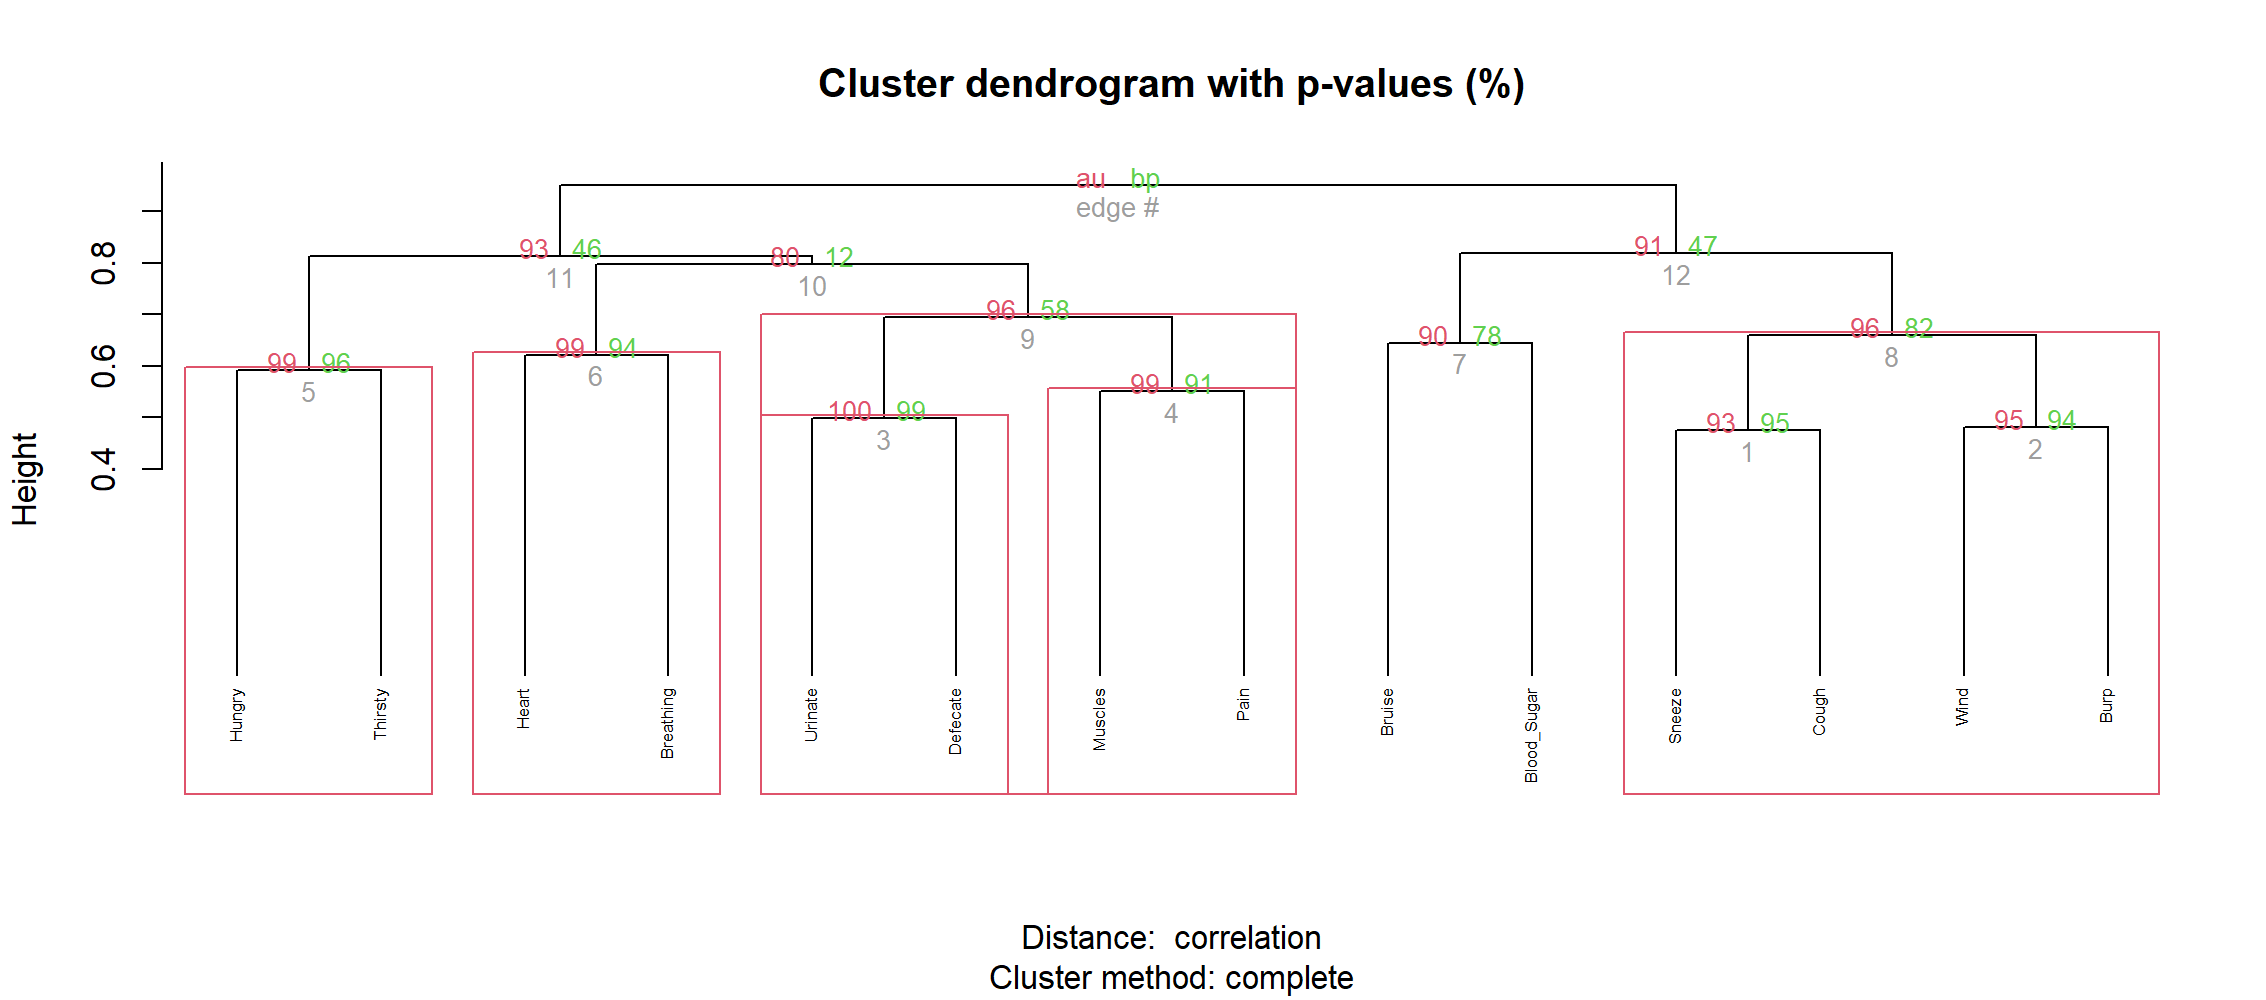 Cluster dendrogram with p-values (%)
au bp
edge #
93 46
11
80 12
10
91 47
12
96 58
9
96 82
8
90 78
7
99 94
6
99 96
5
99 91
4
100 99
3
93 95
1
95 94
2
Height
0.8
0.6
0.4
Hungry
Thirsty
Heart
Breathing
Urinate
Defecate
Muscles
Pain
Bruise
Blood_Sugar
Sneeze
Cough
Wind
Burp
Distance: correlation
Cluster method: complete